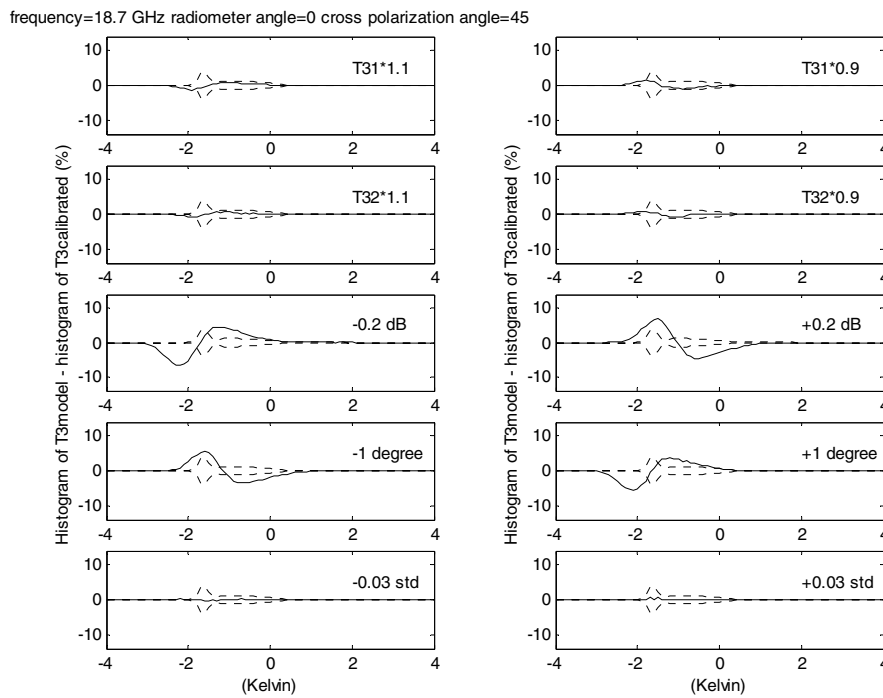 frequency=18.7 GHz radiometer angle=0 cross polarization angle=45
Histogram of T3model - histogram of T3calibrated (%)
10
0
-10
T31*1.1
-4 -2 0 2 4
10
0
-10
T32*1.1
-4 -2 0 2 4
10
0
-10
-0.2 dB
-4 -2 0 2 4
10
0
-10
-1 degree
-4 -2 0 2 4
10
0
-10
-0.03 std
-4 -2 0 2 4
(Kelvin)
Histogram of T3model - histogram of T3calibrated (%)
10
0
-10
T31*0.9
-4 -2 0 2 4
10
0
-10
T32*0.9
-4 -2 0 2 4
10
0
-10
+0.2 dB
-4 -2 0 2 4
10
0
-10
+1 degree
-4 -2 0 2 4
10
0
-10
+0.03 std
-4 -2 0 2 4
(Kelvin)